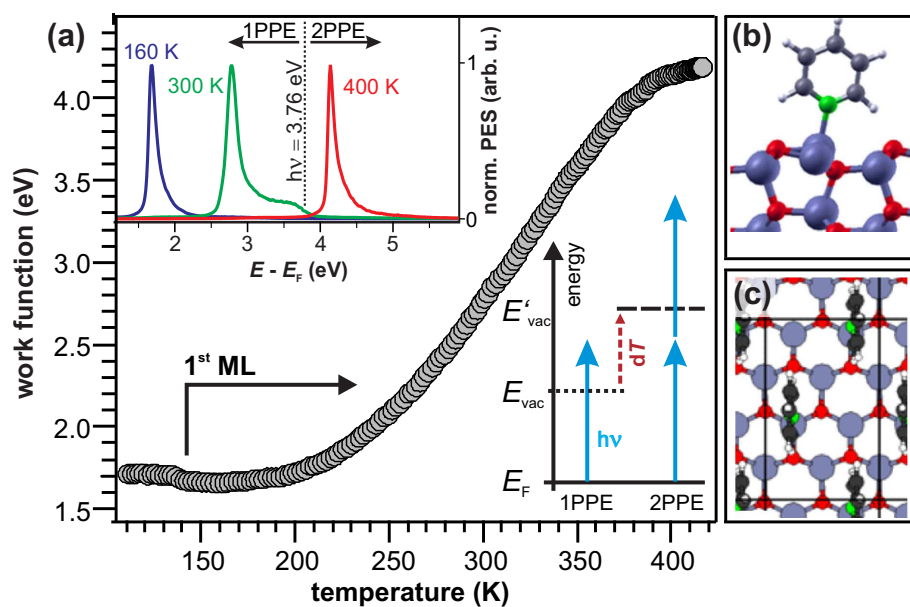 (a)
1PPE 2PPE
160 K
300 K
400 K
hν = 3.76 eV
1
0
norm. PES (arb. u.)
2 3 4 5
E - E_F (eV)
work function (eV)
4.0
3.5
3.0
2.5
2.0
1.5
1st ML
energy
E‘vac
Evac
EF
dT
hν
1PPE 2PPE
150 200 250 300 350 400
temperature (K)
(b)
(c)